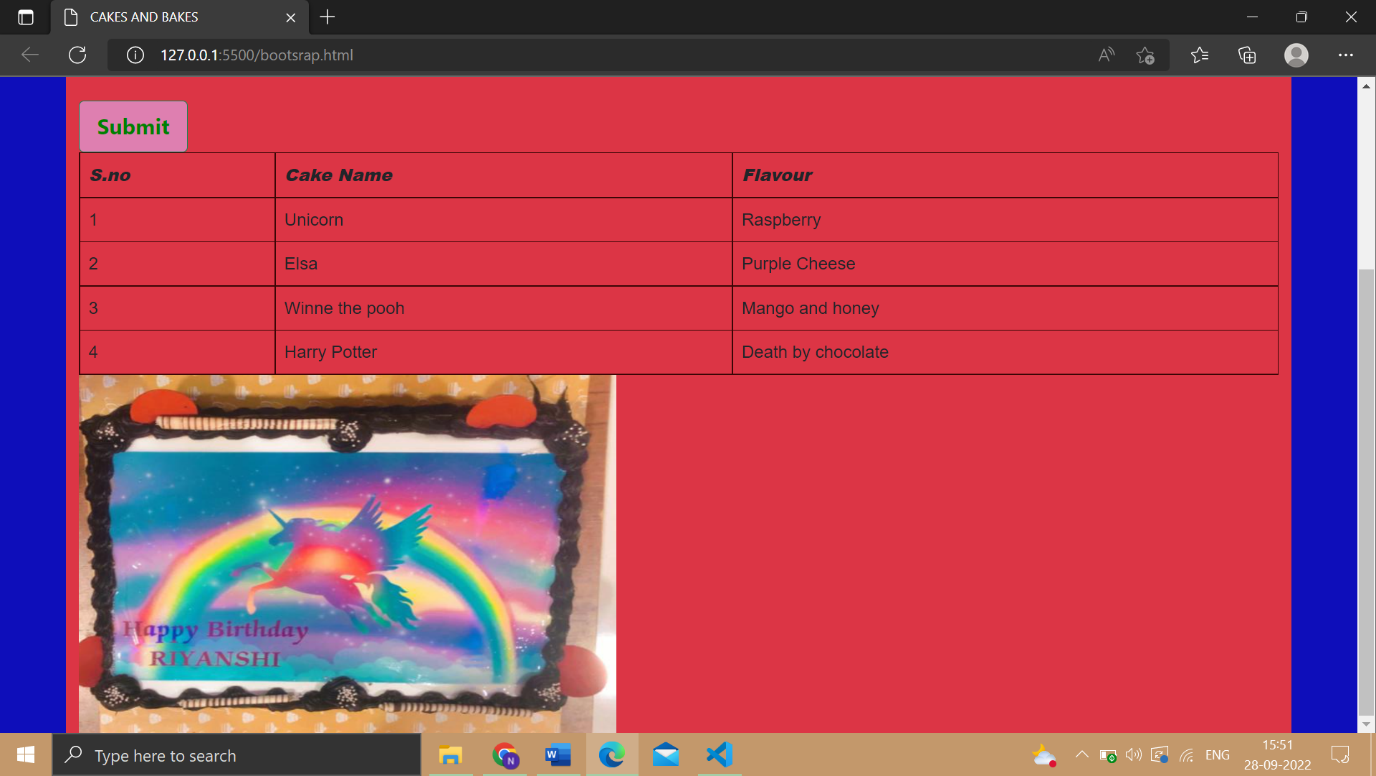 CAKES AND BAKES
127.0.0.1:5500/bootsrap.html
Submit
S.no Cake Name Flavour
1 Unicorn Raspberry
2 Elsa Purple Cheese
3 Winne the pooh Mango and honey
4 Harry Potter Death by chocolate
Happy Birthday
RIYANSHI
Type here to search
N
W
ENG
15:51
28-09-2022